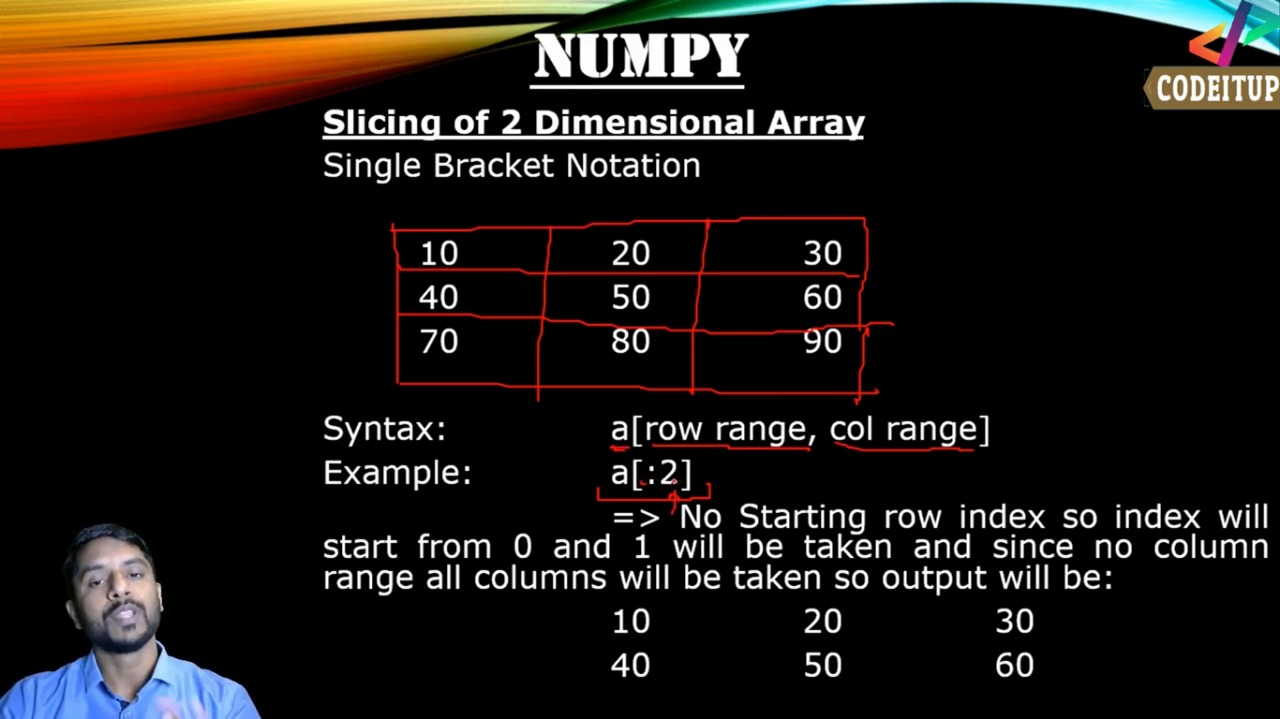 NUMPY
</>
CODEITUP
Slicing of 2 Dimensional Array
Single Bracket Notation
10 20 30
40 50 60
70 80 90
Syntax: a[row range, col range]
Example: a[:2]
=> No Starting row index so index will
start from 0 and 1 will be taken and since no column
range all columns will be taken so output will be:
10 20 30
40 50 60